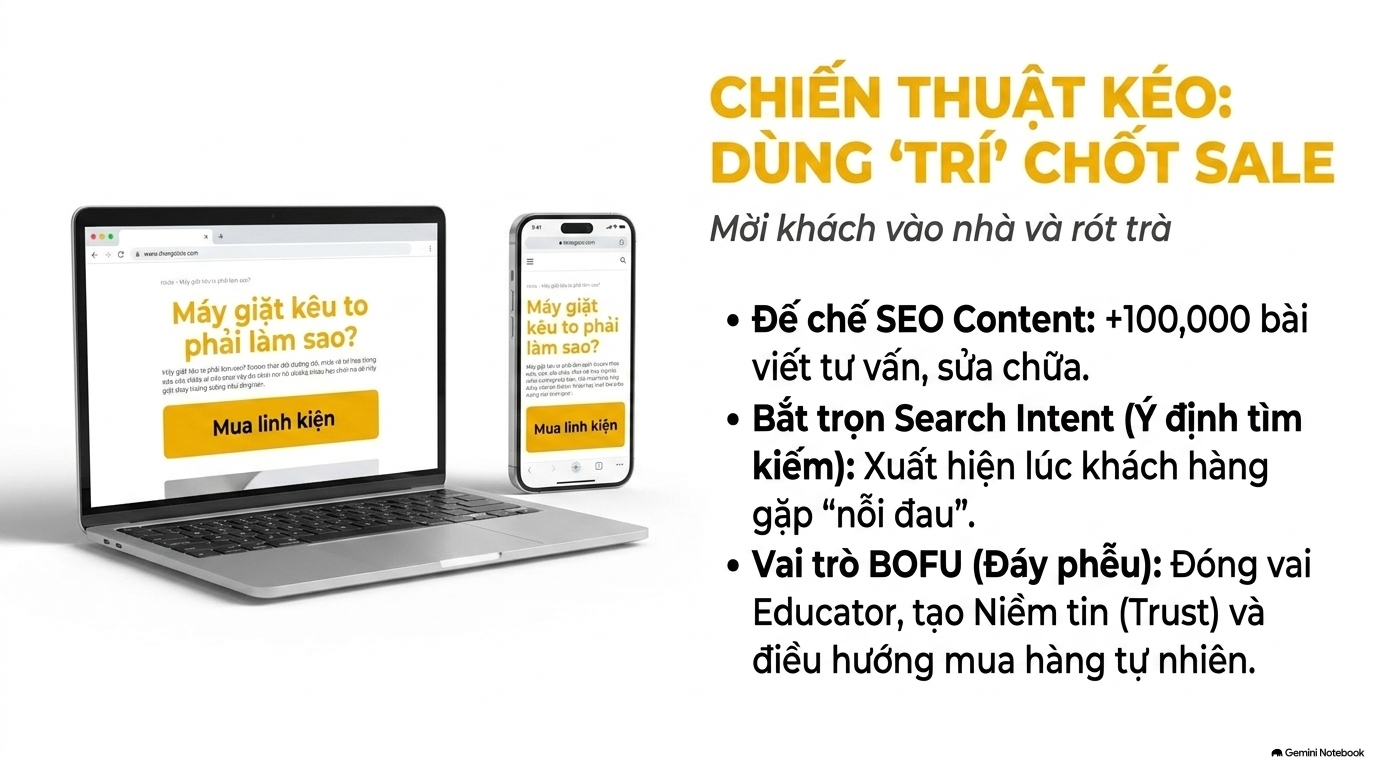 CHIẾN THUẬT KÉO:
DÙNG ‘TRÍ’ CHỐT SALE
Mời khách vào nhà và rót trà
• Đế chế SEO Content: +100,000 bài
viết tư vấn, sửa chữa.
• Bắt trọn Search Intent (Ý định tìm
kiếm): Xuất hiện lúc khách hàng
gặp “nỗi đau”.
• Vai trò BOFU (Đáy phễu): Đóng vai
Educator, tạo Niềm tin (Trust) và
điều hướng mua hàng tự nhiên.
Máy giặt kêu to
phải làm sao?
Mua linh kiện
9:41
Máy giặt
kêu to phải
làm sao?
Mua linh kiện
Gemini Notebook